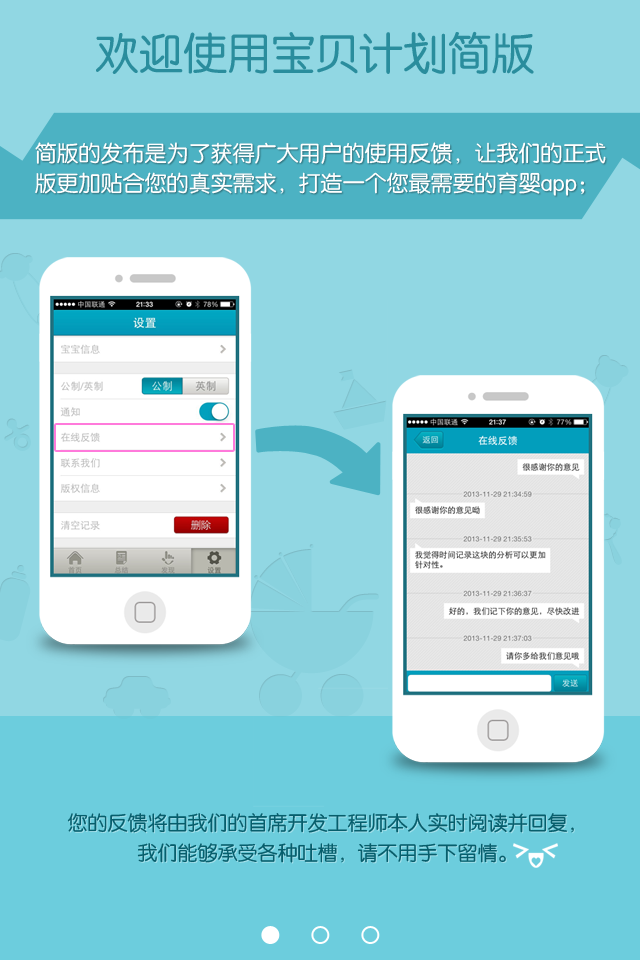 欢迎使用宝贝计划简版
简版的发布是为了获得广大用户的使用反馈，让我们的正式
版更加贴合您的真实需求，打造一个您最需要的育婴app；
中国联通 21:33 78%
设置
宝宝信息
公制/英制 公制 英制
通知
在线反馈
联系我们
版权信息
清空记录 删除
首页 总结 发现 设置
中国联通 21:37 77%
返回 在线反馈
很感谢你的意见
2013-11-29 21:34:59
很感谢你的意见呦
2013-11-29 21:35:53
我觉得时间记录这块的分析可以更加
针对性。
2013-11-29 21:36:37
好的，我们记下你的意见，尽快改进
2013-11-29 21:37:03
请你多给我们意见哦
发送
您的反馈将由我们的首席开发工程师本人实时阅读并回复，
我们能够承受各种吐槽，请不用手下留情。